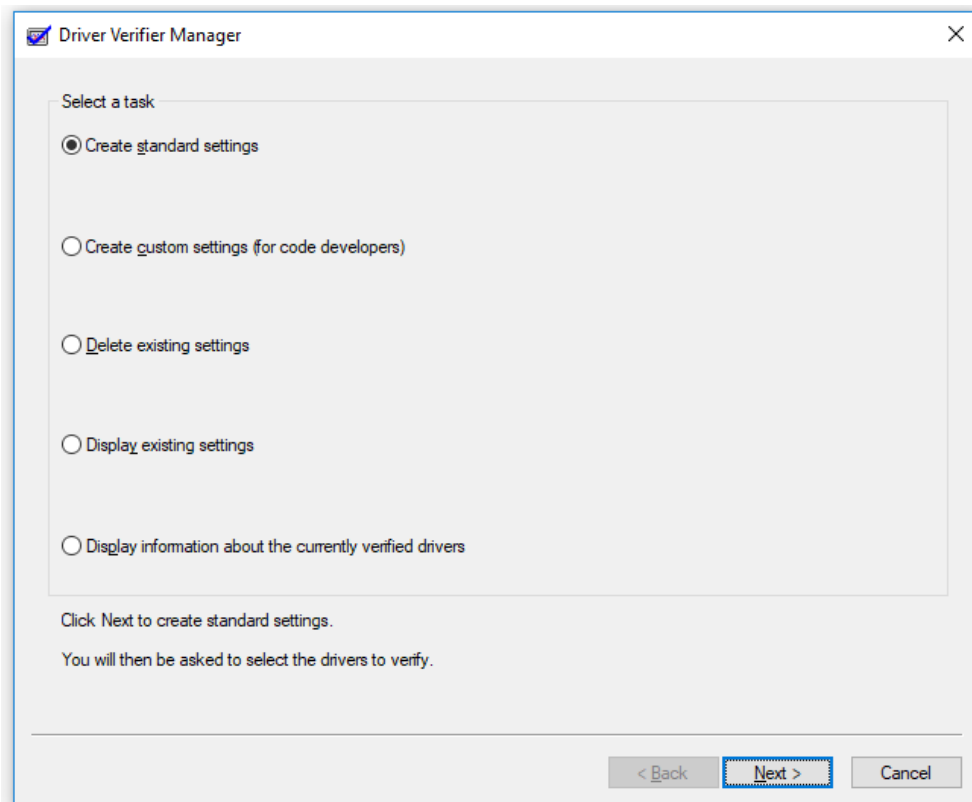 Driver Verifier Manager
Select a task
Create standard settings
Create custom settings (for code developers)
Delete existing settings
Display existing settings
Display information about the currently verified drivers
Click Next to create standard settings.
You will then be asked to select the drivers to verify.
< Back Next > Cancel